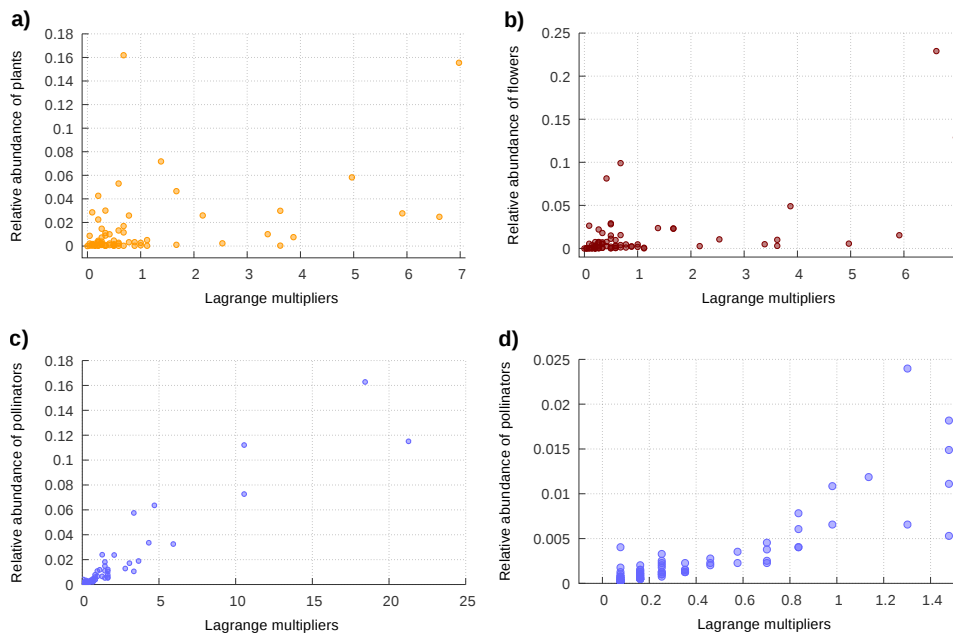 a)
Relative abundance of plants
0.18
0.16
0.14
0.12
0.1
0.08
0.06
0.04
0.02
0
0 1 2 3 4 5 6 7
Lagrange multipliers
b)
Relative abundance of flowers
0.25
0.2
0.15
0.1
0.05
0
0 1 2 3 4 5 6
Lagrange multipliers
c)
Relative abundance of pollinators
0.18
0.16
0.14
0.12
0.1
0.08
0.06
0.04
0.02
0
0 5 10 15 20 25
Lagrange multipliers
d)
Relative abundance of pollinators
0.025
0.02
0.015
0.01
0.005
0
0 0.2 0.4 0.6 0.8 1 1.2 1.4
Lagrange multipliers